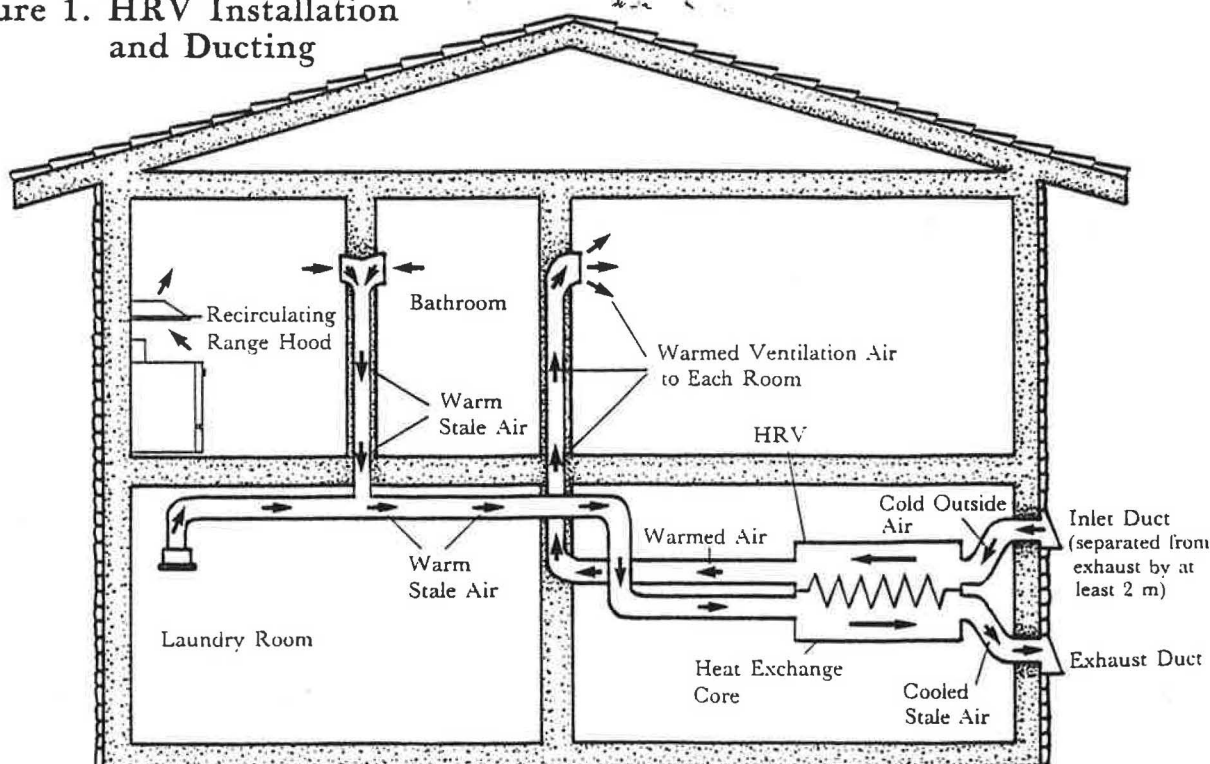 ure 1. HRV Installation
and Ducting
Recirculating
Range Hood
Bathroom
Warm
Stale Air
Warmed Ventilation Air
to Each Room
HRV
Cold Outside
Air
Inlet Duct
(separated from
exhaust by at
least 2 m)
Warmed Air
Warm
Stale Air
Laundry Room
Heat Exchange
Core
Cooled
Stale Air
Exhaust Duct